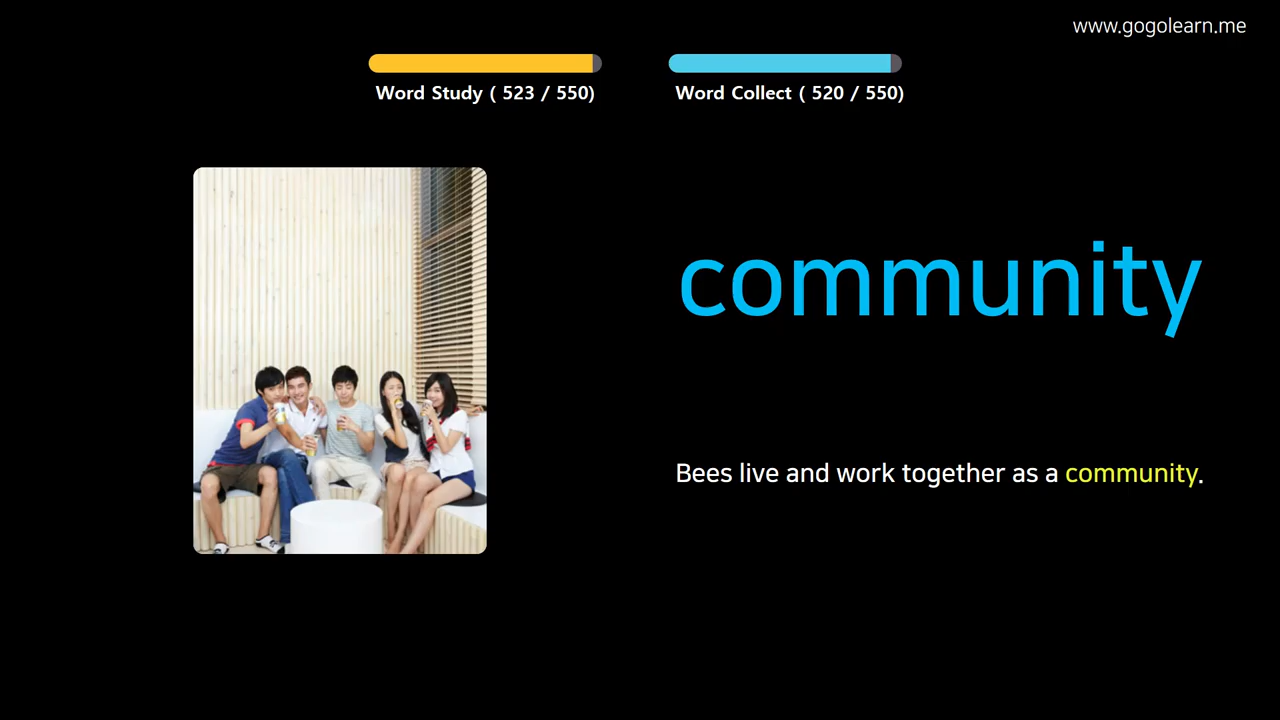 www.gogolearn.me
Word Study ( 523 / 550)
Word Collect ( 520 / 550)
community
Bees live and work together as a community.